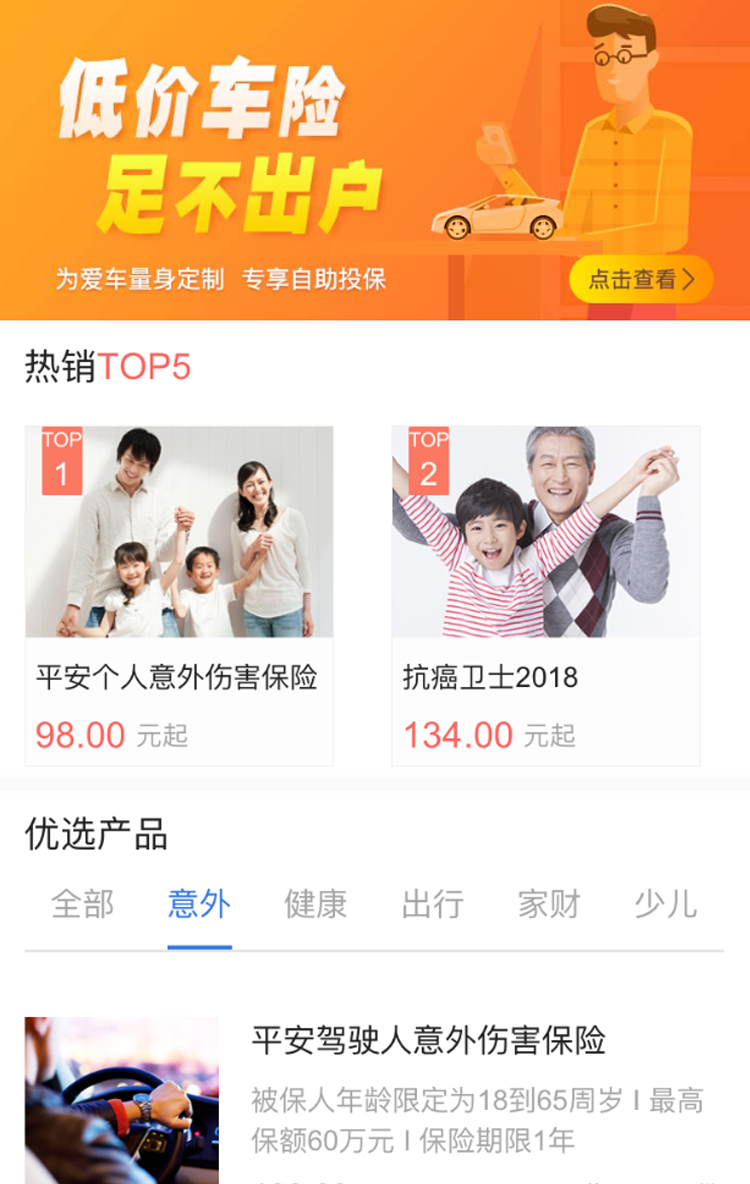 低价车险
足不出户
为爱车量身定制 专享自助投保
点击查看
热销TOP5
TOP
1
TOP
2
平安个人意外伤害保险
抗癌卫士2018
98.00 元起
134.00 元起
优选产品
全部 意外 健康 出行 家财 少儿
平安驾驶人意外伤害保险
被保人年龄限定为18到65周岁 I 最高
保额60万元 I 保险期限1年